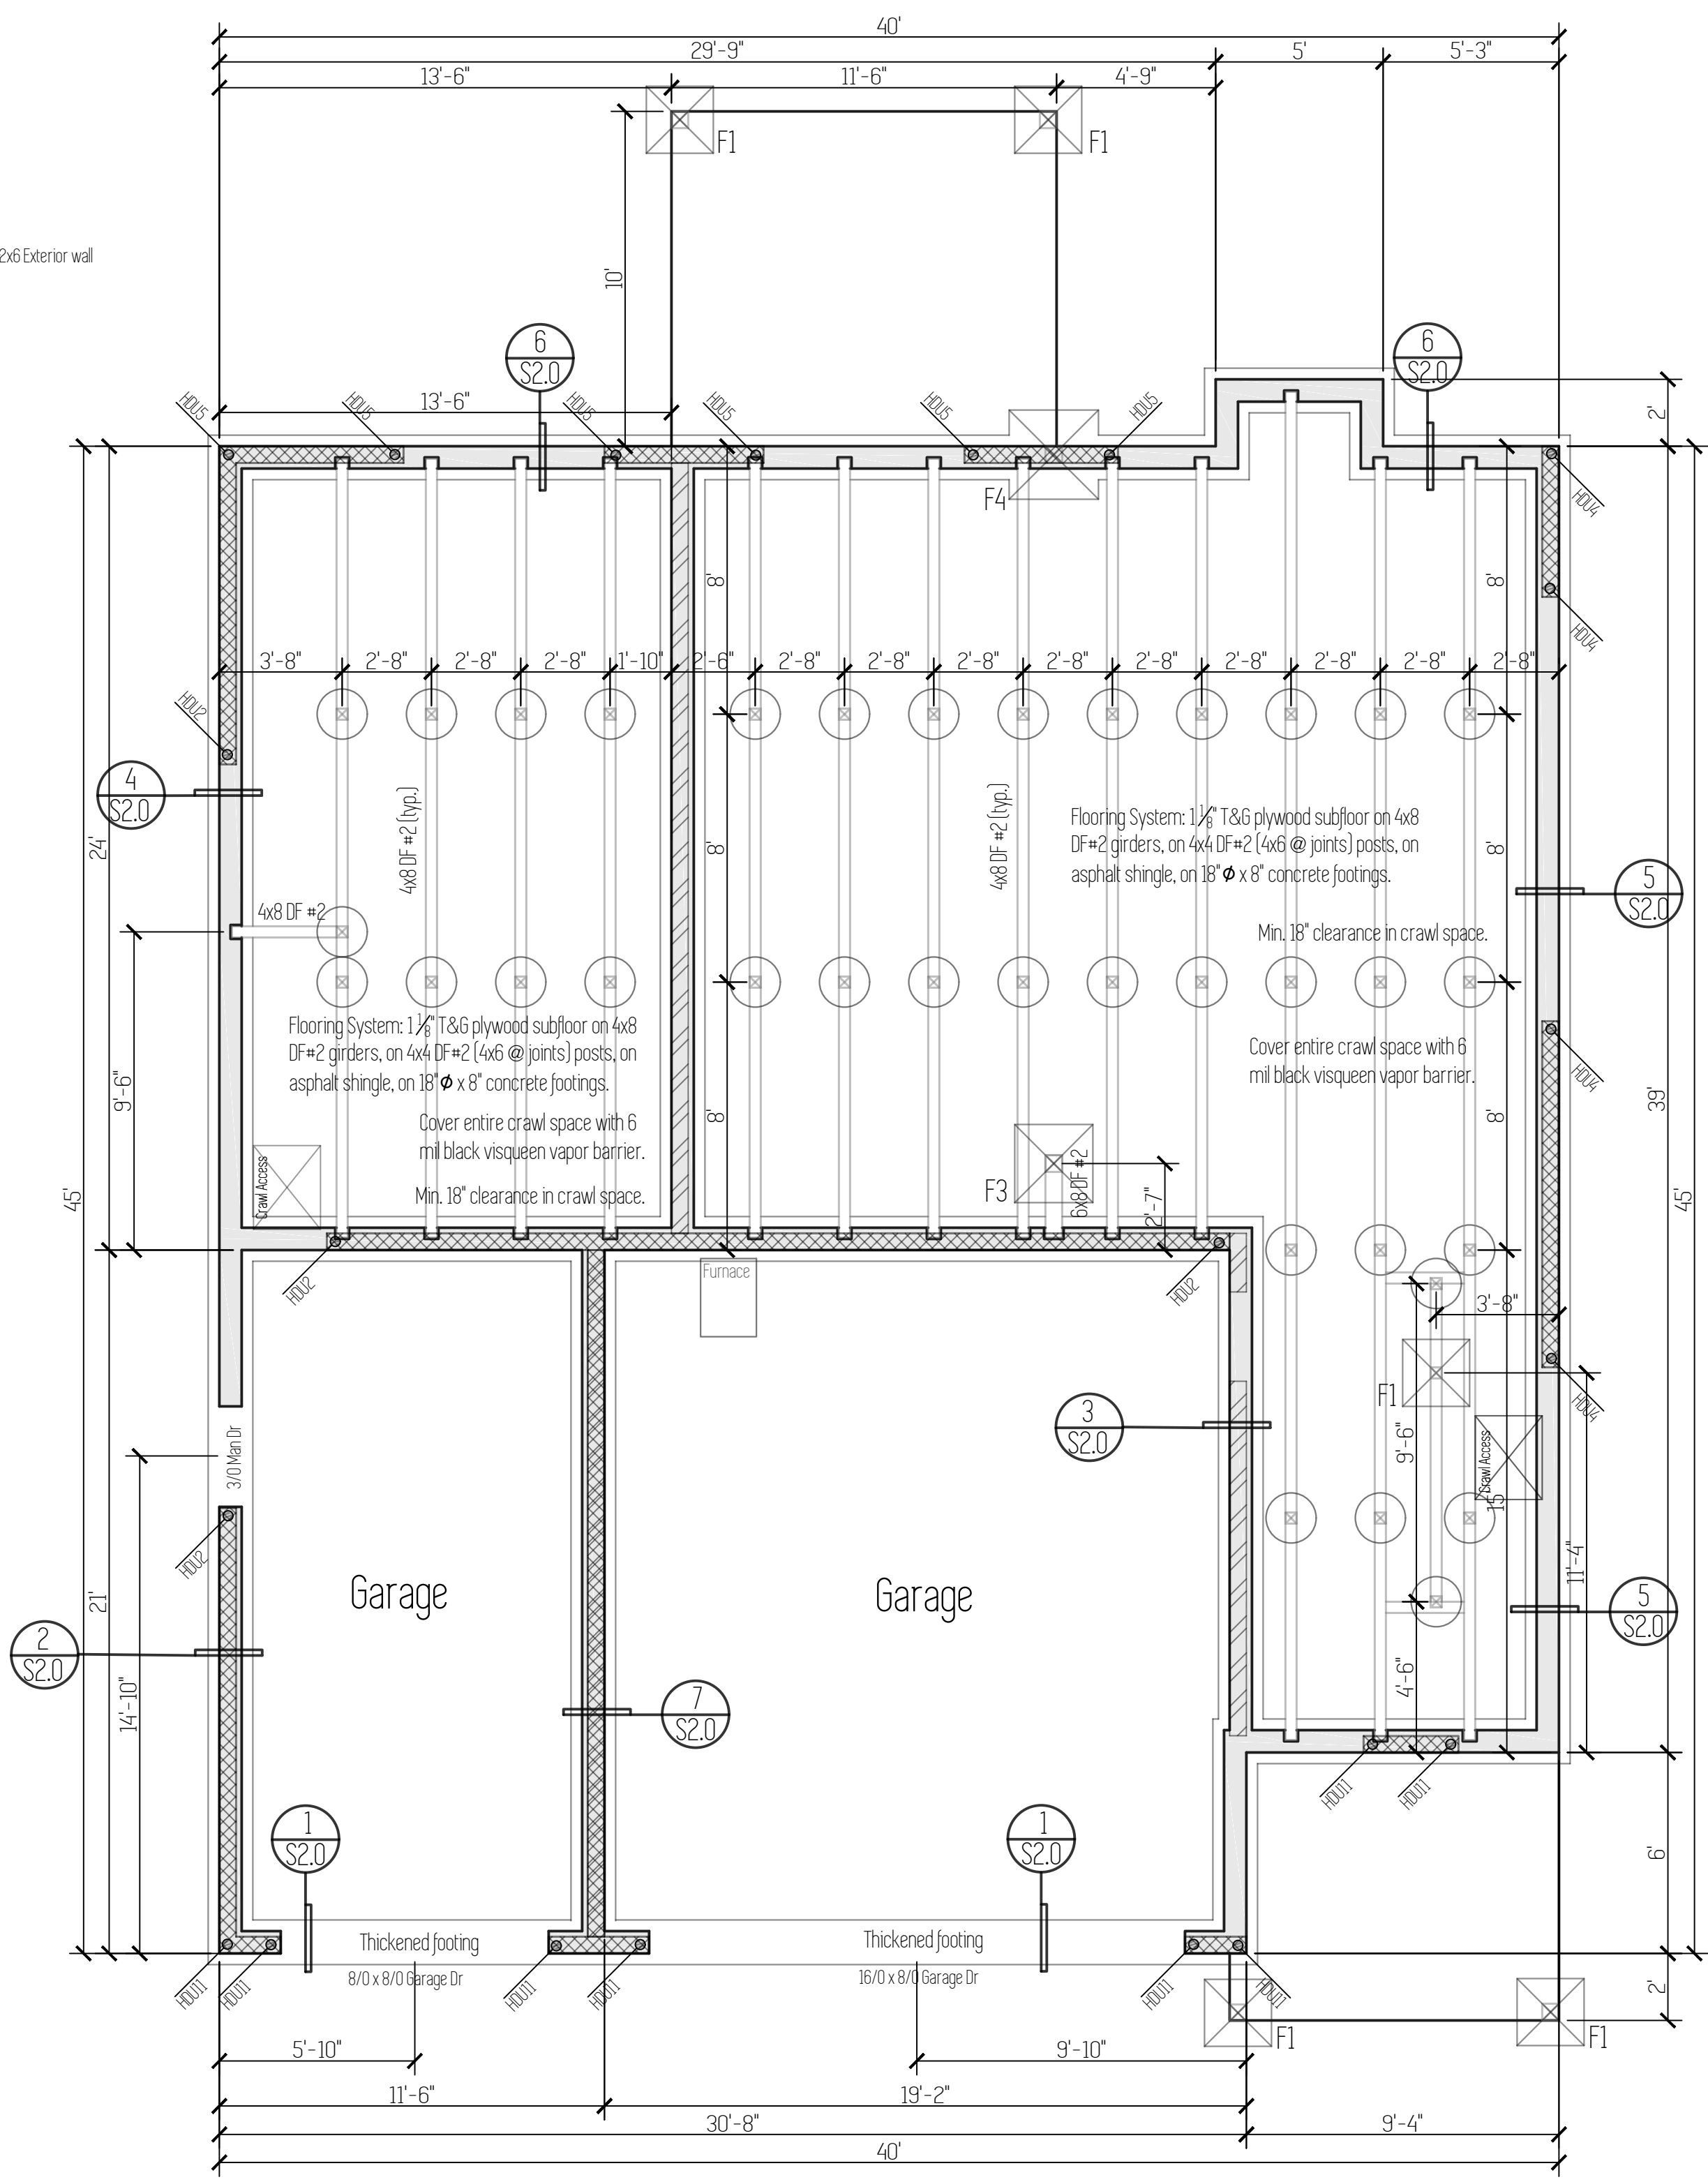 40'
29'-9"
5'
5'-3"
13'-6"
11'-6"
4'-9"
F1
F1
2x6 Exterior wall
10'
6
S2.0
6
S2.0
13'-6"
2'
HDU5
HDU5
HDU5
HDU5
HDU5
HDU5
F4
HDU4
8'
8'
HDU4
3'-8"
2'-8"
2'-8"
2'-8"
1'-10"
2'-6"
2'-8"
2'-8"
2'-8"
2'-8"
2'-8"
2'-8"
2'-8"
2'-8"
2'-8"
HDU2
4
S2.0
24'
4x8 DF #2 (typ.)
4x8 DF #2 (typ.)
8'
8'
Flooring System: 1 1/8" T&G plywood subfloor on 4x8
DF#2 girders, on 4x4 DF#2 (4x6 @ joints) posts, on
asphalt shingle, on 18"Φ x 8" concrete footings.
5
S2.0
4x8 DF #2
Min. 18" clearance in crawl space.
Flooring System: 1 1/8" T&G plywood subfloor on 4x8
DF#2 girders, on 4x4 DF#2 (4x6 @ joints) posts, on
asphalt shingle, on 18"Φ x 8" concrete footings.
Cover entire crawl space with 6
mil black visqueen vapor barrier.
HDU4
9'-6"
8'
8'
39'
Cover entire crawl space with 6
mil black visqueen vapor barrier.
Min. 18" clearance in crawl space.
Crawl Access
F3
6x8 DF #2
2'-7"
45'
45'
HDU2
Furnace
HDU2
3'-8"
F1
HDU4
3/0 Man Dr
3
S2.0
9'-6"
Crawl Access
15'
HDU2
11'-4"
Garage
Garage
21'
5
S2.0
2
S2.0
14'-10"
7
S2.0
4'-6"
HDU11
HDU11
1
S2.0
1
S2.0
6'
Thickened footing
Thickened footing
8/0 x 8/0 Garage Dr
16/0 x 8/0 Garage Dr
HDU11
HDU11
HDU11
HDU11
HDU11
HDU11
2'
F1
F1
5'-10"
9'-10"
11'-6"
19'-2"
30'-8"
9'-4"
40'